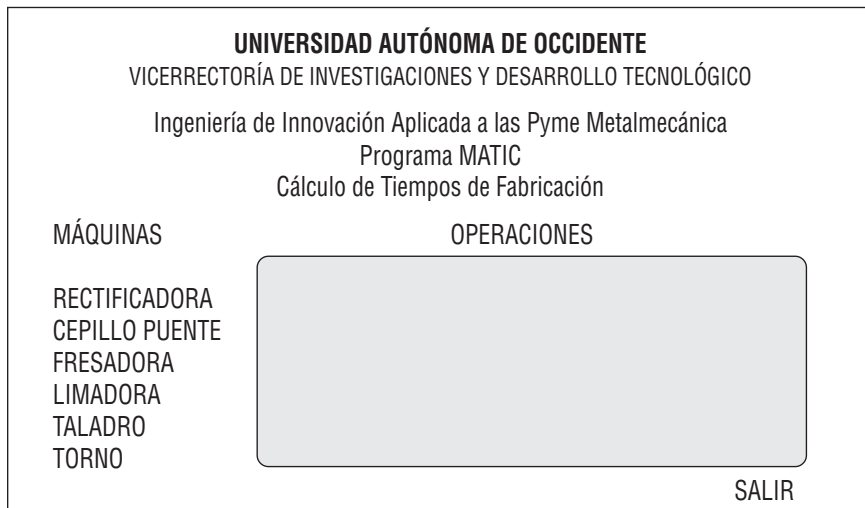 UNIVERSIDAD AUTÓNOMA DE OCCIDENTE
VICERRECTORÍA DE INVESTIGACIONES Y DESARROLLO TECNOLÓGICO
Ingeniería de Innovación Aplicada a las Pyme Metalmecánica
Programa MATIC
Cálculo de Tiempos de Fabricación
MÁQUINAS OPERACIONES
RECTIFICADORA
CEPILLO PUENTE
FRESADORA
LIMADORA
TALADRO
TORNO
SALIR